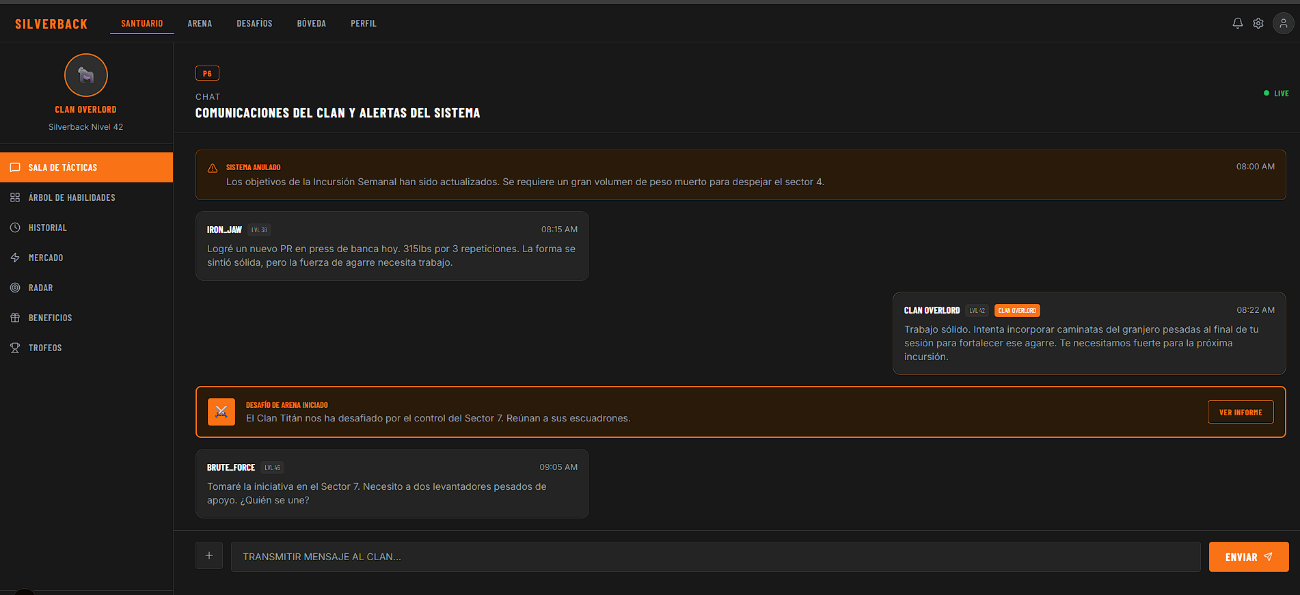 SILVERBACK
SANTUARIO
ARENA
DESAFÍOS
BÓVEDA
PERFIL
CLAN OVERLORD
Silverback Nivel 42
SALA DE TÁCTICAS
ÁRBOL DE HABILIDADES
HISTORIAL
MERCADO
RADAR
BENEFICIOS
TROFEOS
P6
CHAT
COMUNICACIONES DEL CLAN Y ALERTAS DEL SISTEMA
LIVE
SISTEMA ANULADO
08:00 AM
Los objetivos de la Incursión Semanal han sido actualizados. Se requiere un gran volumen de peso muerto para despejar el sector 4.
IRON_JAW
LVL 38
08:15 AM
Logré un nuevo PR en press de banca hoy. 315lbs por 3 repeticiones. La forma se
sintió sólida, pero la fuerza de agarre necesita trabajo.
CLAN OVERLORD
LVL 42
CLAN OVERLORD
08:22 AM
Trabajo sólido. Intenta incorporar caminatas del granjero pesadas al final de tu
sesión para fortalecer ese agarre. Te necesitamos fuerte para la próxima
incursión.
DESAFÍO DE ARENA INICIADO
El Clan Titán nos ha desafiado por el control del Sector 7. Reúnan a sus escuadrones.
VER INFORME
BRUTE_FORCE
LVL 45
09:05 AM
Tomaré la iniciativa en el Sector 7. Necesito a dos levantadores pesados de
apoyo. ¿Quién se une?
TRANSMITIR MENSAJE AL CLAN...
ENVIAR